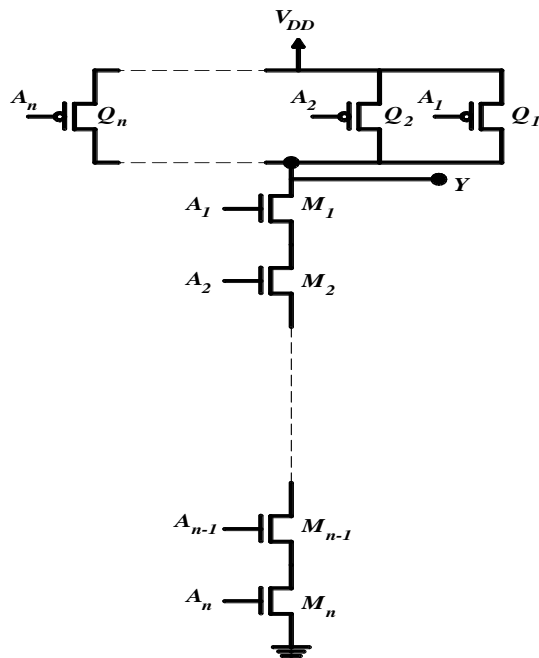 V_DD
A_n
Q_n
A_2
Q_2
A_1
Q_1
Y
A_1
M_1
A_2
M_2
A_n-1
M_n-1
A_n
M_n